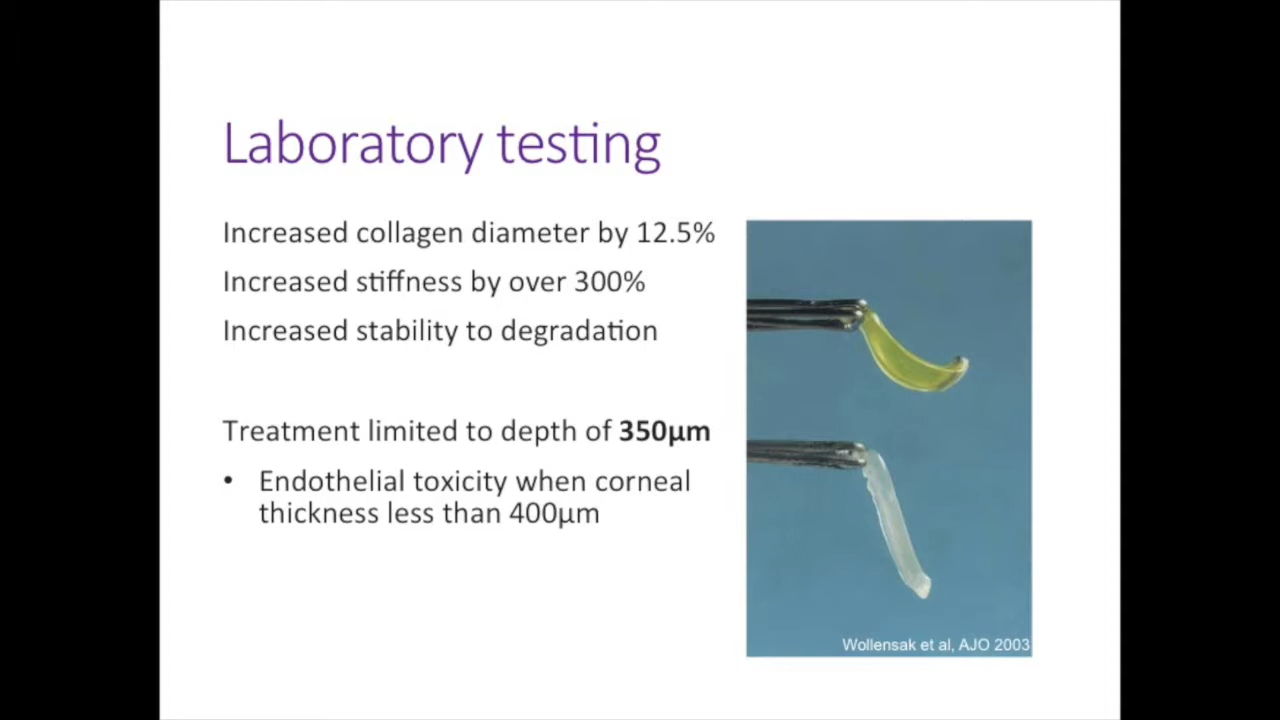 Laboratory testing
Increased collagen diameter by 12.5%
Increased stiffness by over 300%
Increased stability to degradation
Treatment limited to depth of 350µm
• Endothelial toxicity when corneal
thickness less than 400µm
Wollensak et al, AJO 2003